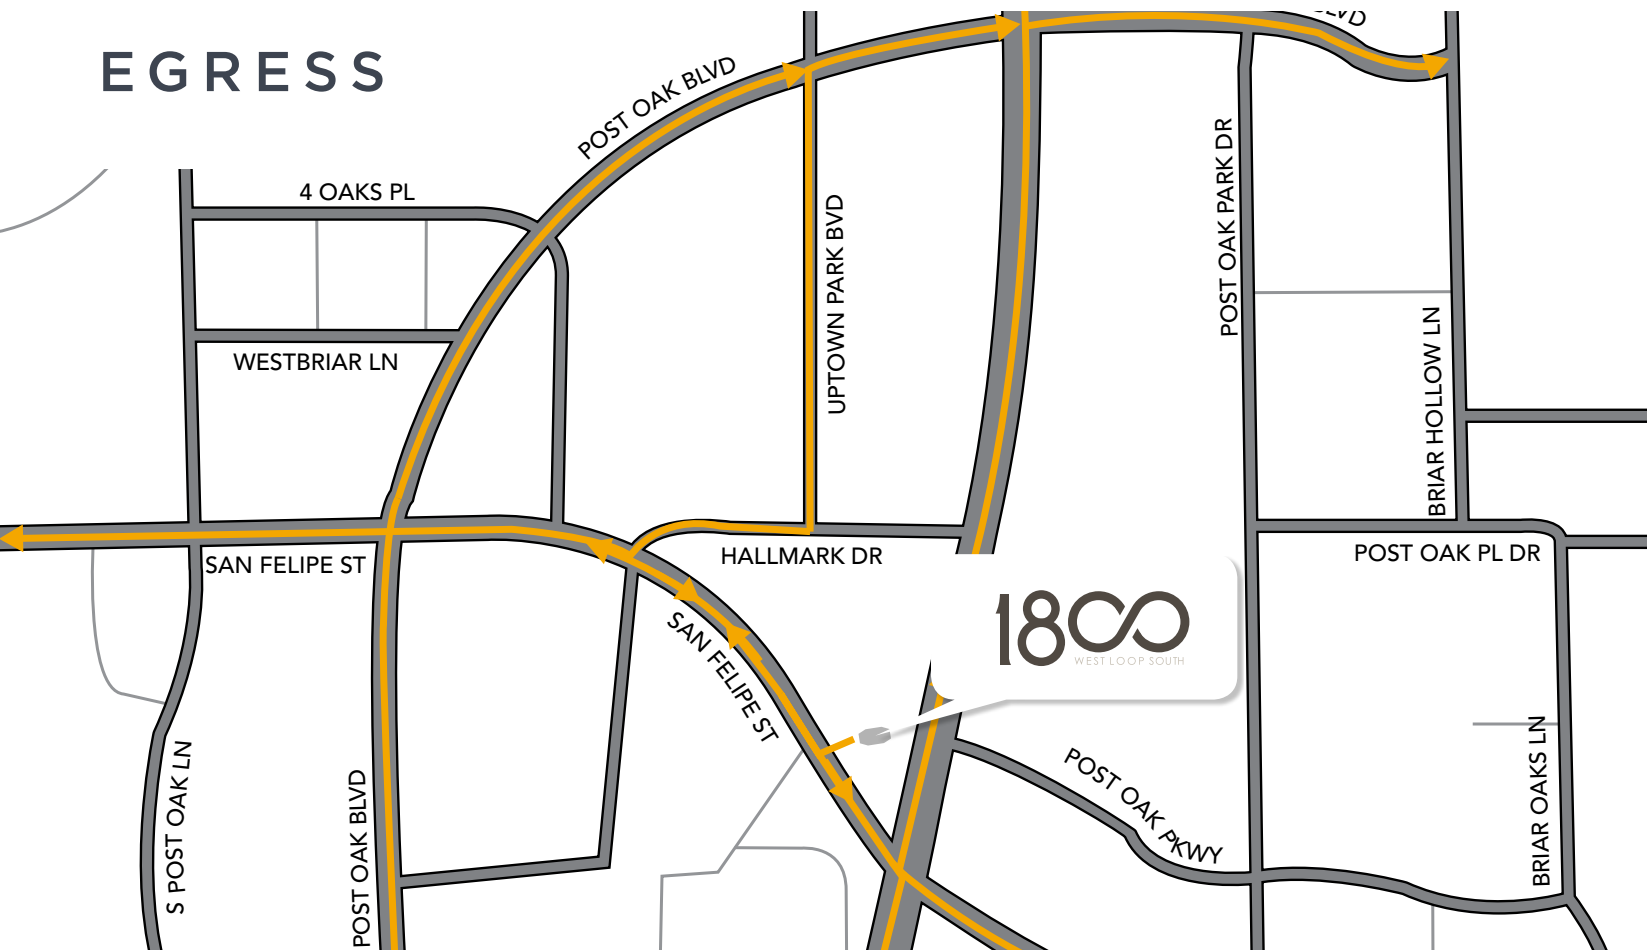 EGRESS
BLVD
POST OAK BLVD
4 OAKS PL
POST OAK PARK DR
UPTOWN PARK BVD
WESTBRIAR LN
BRIAR HOLLOW LN
SAN FELIPE ST
HALLMARK DR
POST OAK PL DR
1800
WEST LOOP SOUTH
SAN FELIPE ST
S POST OAK LN
POST OAK BLVD
POST OAK PKWY
BRIAR OAKS LN